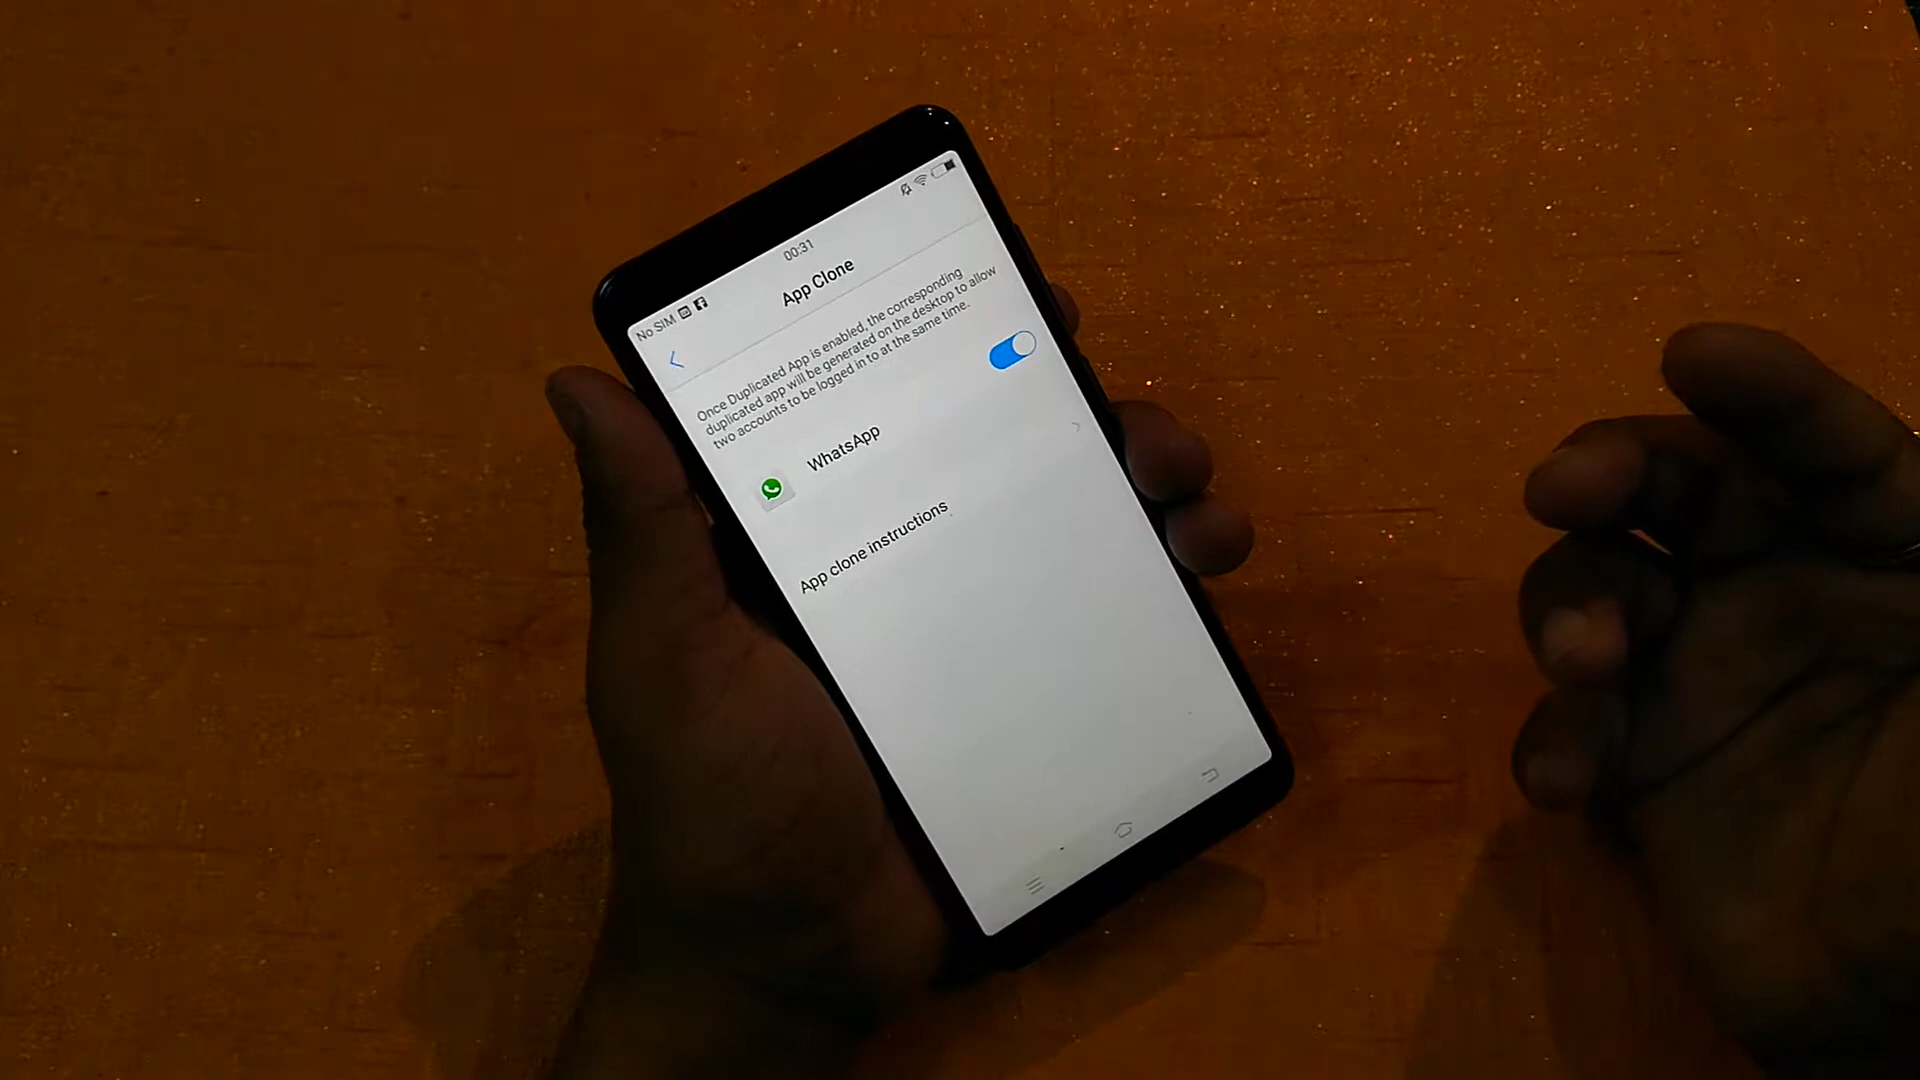 No SIM
00:31
App Clone
Once Duplicated App is enabled, the corresponding
duplicated app will be generated on the desktop to allow
two accounts to be logged in to at the same time.
WhatsApp
App clone instructions